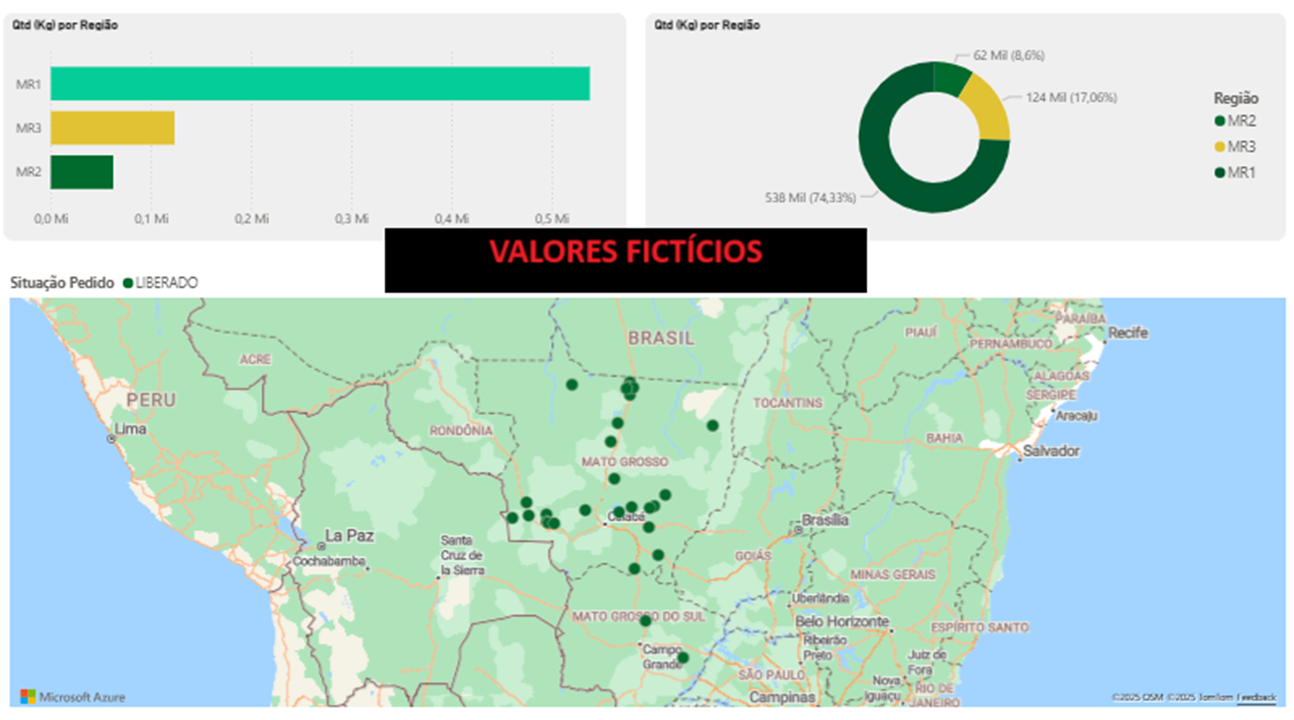 Qtd (Kg) por Região
MR1
MR3
MR2
0,0 Mi
0,1 Mi
0,2 Mi
0,3 Mi
0,4 Mi
0,5 Mi
Qtd (Kg) por Região
62 Mil (8,6%)
124 Mil (17,06%)
538 Mil (74,33%)
Região
MR2
MR3
MR1
VALORES FICTÍCIOS
Situação Pedido
LIBERADO
BRASIL
ACRE
PERU
Lima
RONDÔNIA
MATO GROSSO
Cuiabá
TOCANTINS
PIAUÍ
PARAÍBA
Recife
PERNAMBUCO
ALAGOAS
SERGIPE
Aracaju
BAHIA
Salvador
La Paz
Cochabamba
Santa
Cruz de
la Sierra
Brasília
GOIÁS
MINAS GERAIS
Uberlândia
Belo Horizonte
ESPÍRITO SANTO
MATO GROSSO DO SUL
Campo
Grande
Ribeirão
Preto
Juiz de
Fora
SÃO PAULO
Campinas
Nova
Iguaçu
RIO DE
JANEIRO
Microsoft Azure
©2025 OSM ©2025 TomTom Feedback